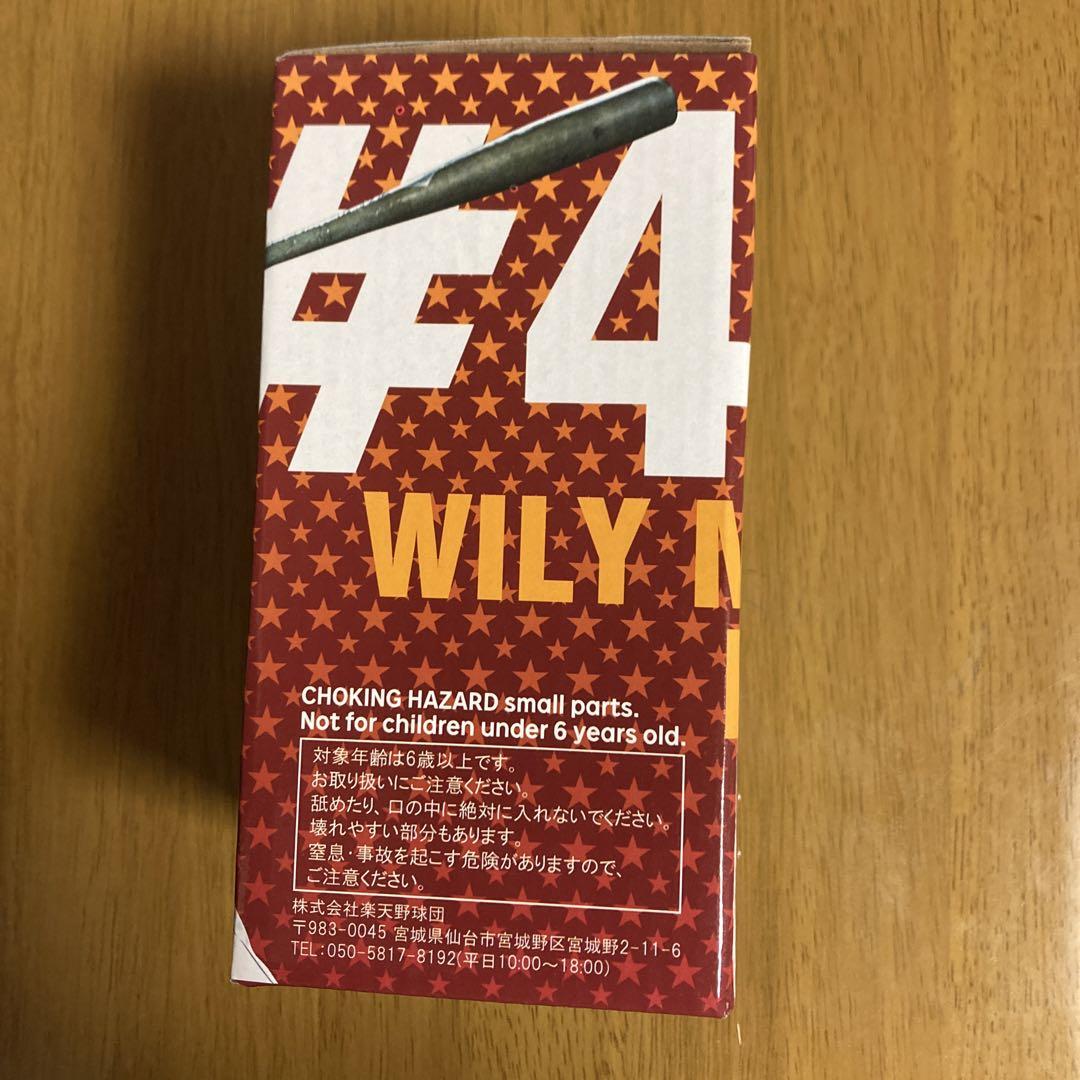 #4
WILY
CHOKING HAZARD small parts.
Not for children under 6 years old.
対象年齢は6歳以上です。
お取り扱いにご注意ください。
舐めたり、口の中に絶対に入れないでください。
壊れやすい部分もあります。
窒息・事故を起こす危険がありますので、
ご注意ください。
株式会社楽天野球団
〒983-0045 宮城県仙台市宮城野区宮城野2-11-6
TEL:050-5817-8192(平日10:00～18:00)